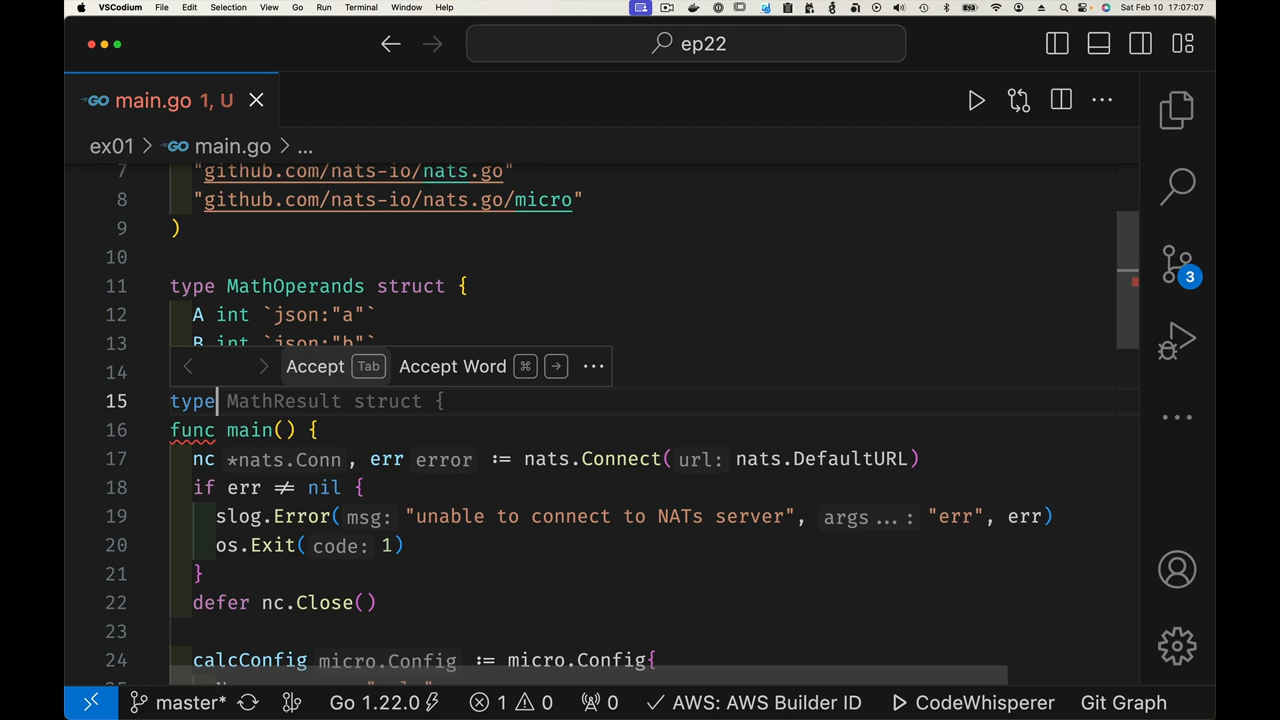 VSCodium File Edit Selection View Go Run Terminal Window Help Sat Feb 10 17:07:07
ep22
GO main.go 1, U
ex01 > GO main.go > ...
7 "github.com/nats-io/nats.go"
8 "github.com/nats-io/nats.go/micro"
9 )
10
11 type MathOperands struct {
12 A int `json:"a"`
13 B int `json:"b"`
14 Accept Tab Accept Word ⌘ → ...
15 type MathResult struct {
16 func main() {
17 nc *nats.Conn, err error := nats.Connect(url: nats.DefaultURL)
18 if err ≠ nil {
19 slog.Error(msg: "unable to connect to NATs server", args...: "err", err)
20 os.Exit(code: 1)
21 }
22 defer nc.Close()
23
24 calcConfig micro.Config := micro.Config{
3
master* Go 1.22.0 1 0 0 AWS: AWS Builder ID CodeWhisperer Git Graph